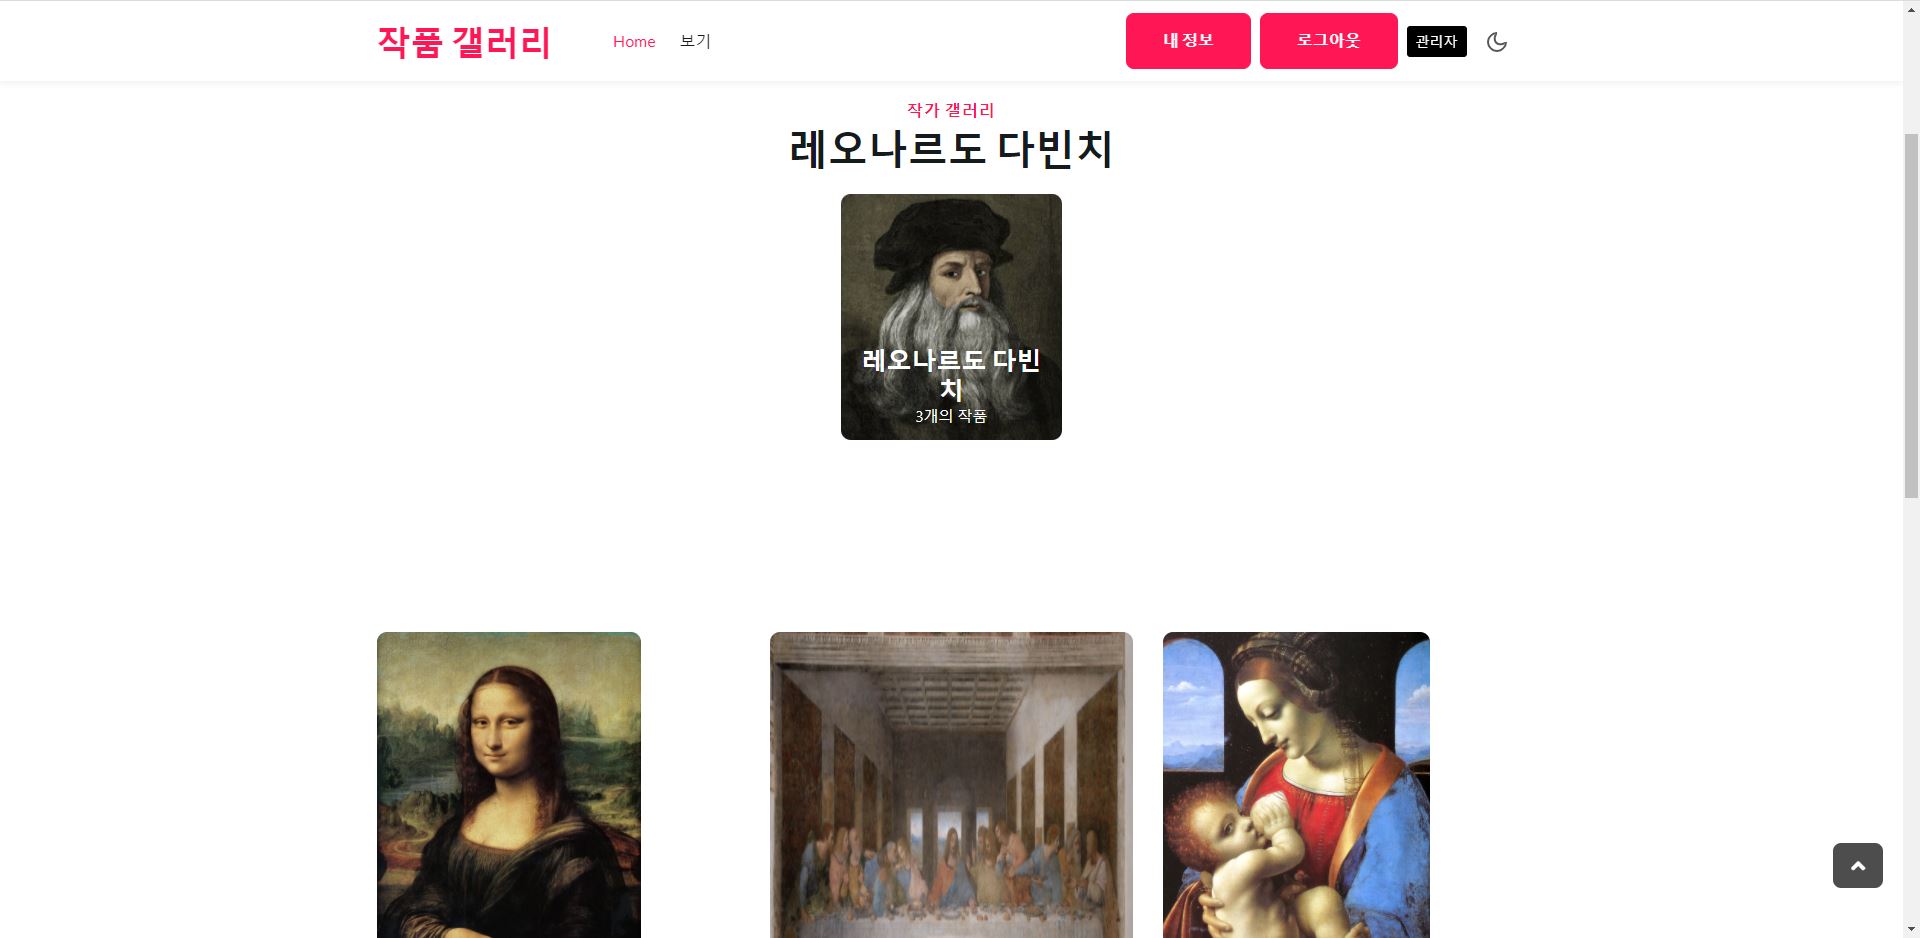 작품 갤러리
Home
보기
내 정보
로그아웃
관리자
작가 갤러리
레오나르도 다빈치
레오나르도 다빈
치
3개의 작품